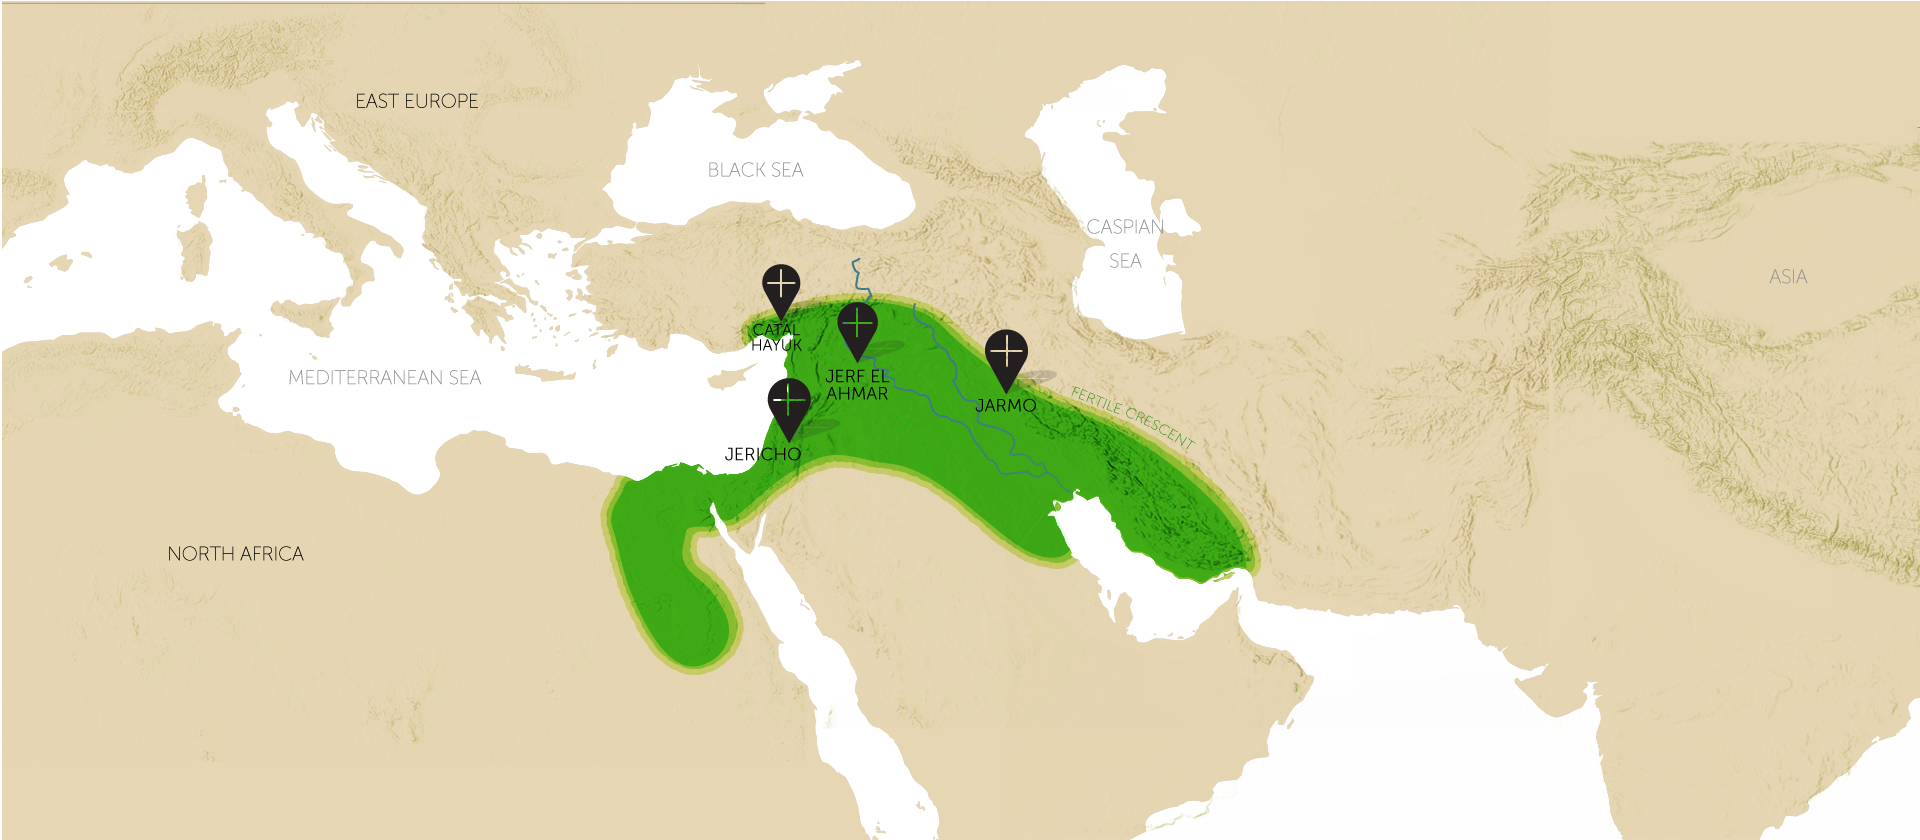 EAST EUROPE
BLACK SEA
CASPIAN
SEA
ASIA
CATAL
HAYUK
MEDITERRANEAN SEA
JERF EL
AHMAR
JARMO
FERTILE CRESCENT
JERICHO
NORTH AFRICA